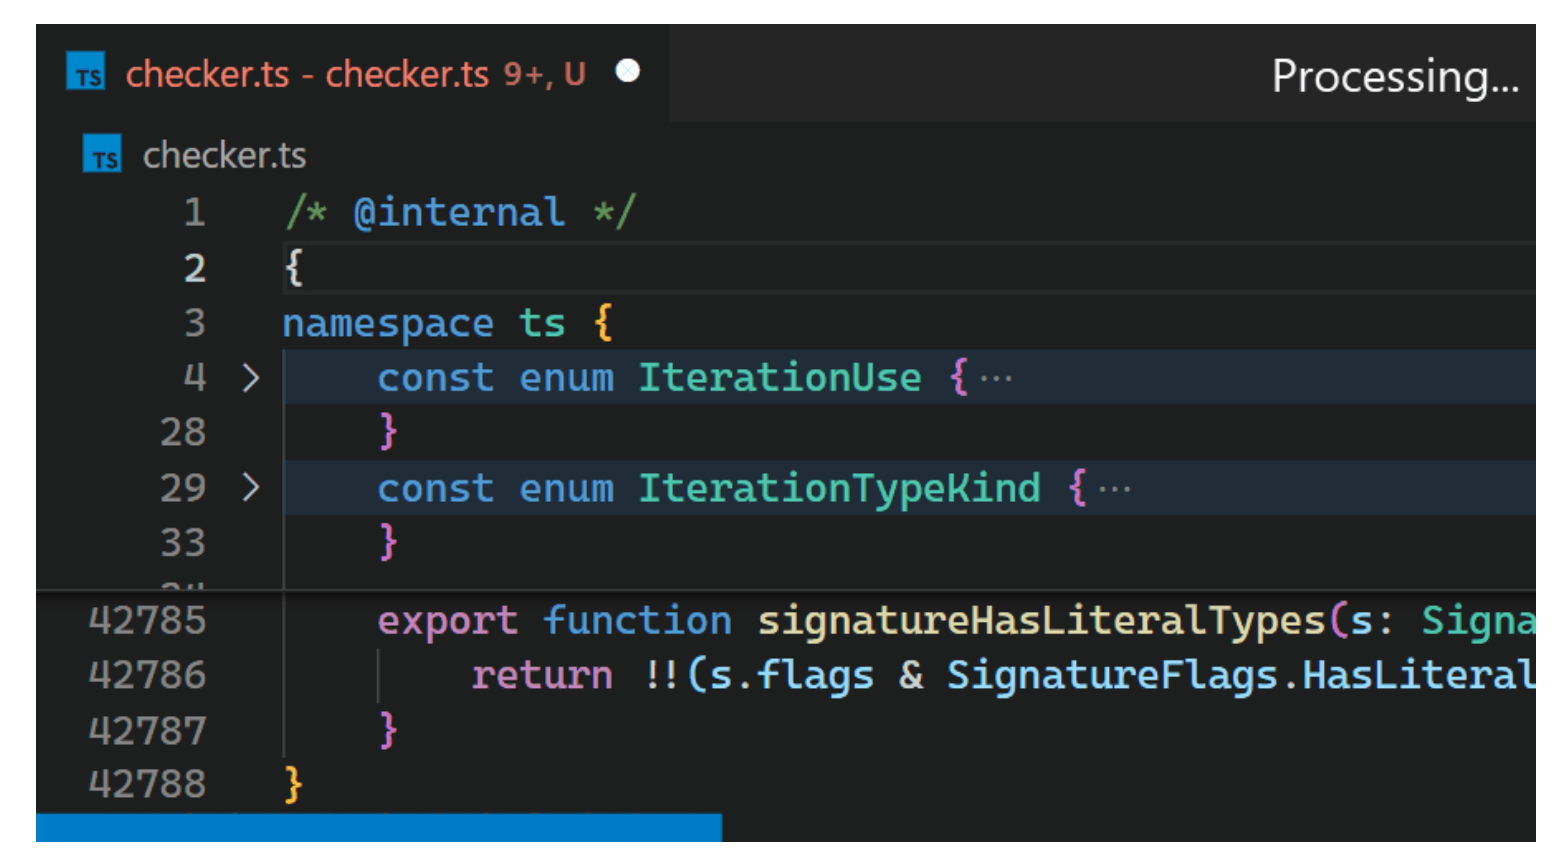 TS checker.ts - checker.ts 9+, U Processing...
TS checker.ts
1 /* @internal */
2 {
3 namespace ts {
4 > const enum IterationUse { ...
28 }
29 > const enum IterationTypeKind { ...
33 }
42785 export function signatureHasLiteralTypes(s: Signa
42786 return !!(s.flags & SignatureFlags.HasLiteral
42787 }
42788 }